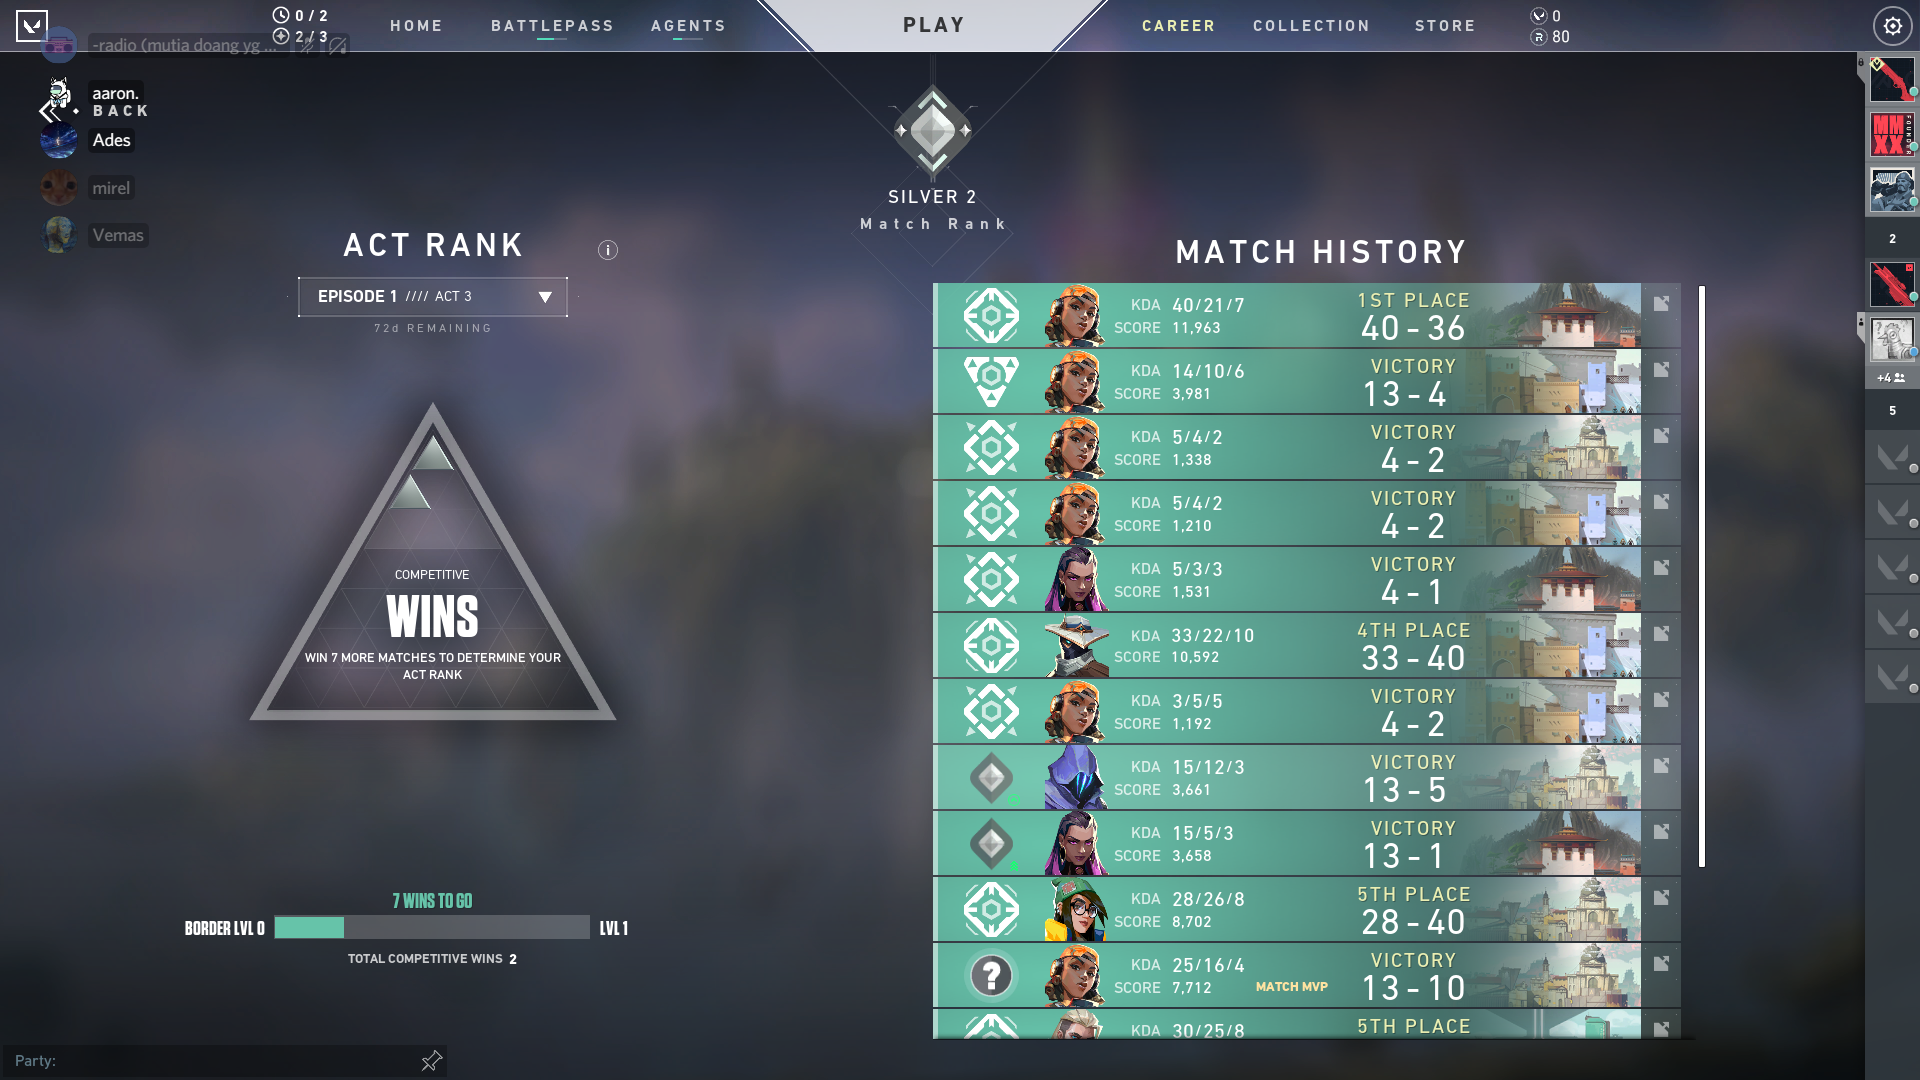 0 / 2
2 / 3
HOME
BATTLEPASS
AGENTS
PLAY
CAREER
COLLECTION
STORE
0
80
-radio (mutia doang yg ...
aaron.
BACK
Ades
mirel
Vemas
SILVER 2
Match Rank
ACT RANK
EPISODE 1 //// ACT 3
72d REMAINING
COMPETITIVE
WINS
WIN 7 MORE MATCHES TO DETERMINE YOUR
ACT RANK
7 WINS TO GO
BORDER LVL 0
LVL 1
TOTAL COMPETITIVE WINS 2
Party:
MATCH HISTORY
KDA 40/21/7
SCORE 11,963
1ST PLACE
40 - 36
KDA 14/10/6
SCORE 3,981
VICTORY
13 - 4
KDA 5/4/2
SCORE 1,338
VICTORY
4 - 2
KDA 5/4/2
SCORE 1,210
VICTORY
4 - 2
KDA 5/3/3
SCORE 1,531
VICTORY
4 - 1
KDA 33/22/10
SCORE 10,592
4TH PLACE
33 - 40
KDA 3/5/5
SCORE 1,192
VICTORY
4 - 2
KDA 15/12/3
SCORE 3,661
VICTORY
13 - 5
KDA 15/5/3
SCORE 3,658
VICTORY
13 - 1
KDA 28/26/8
SCORE 8,702
5TH PLACE
28 - 40
?
KDA 25/16/4
SCORE 7,712
MATCH MVP
VICTORY
13 - 10
KDA 30/25/8
5TH PLACE
MM
XX
FOUNDER
2
+4
5